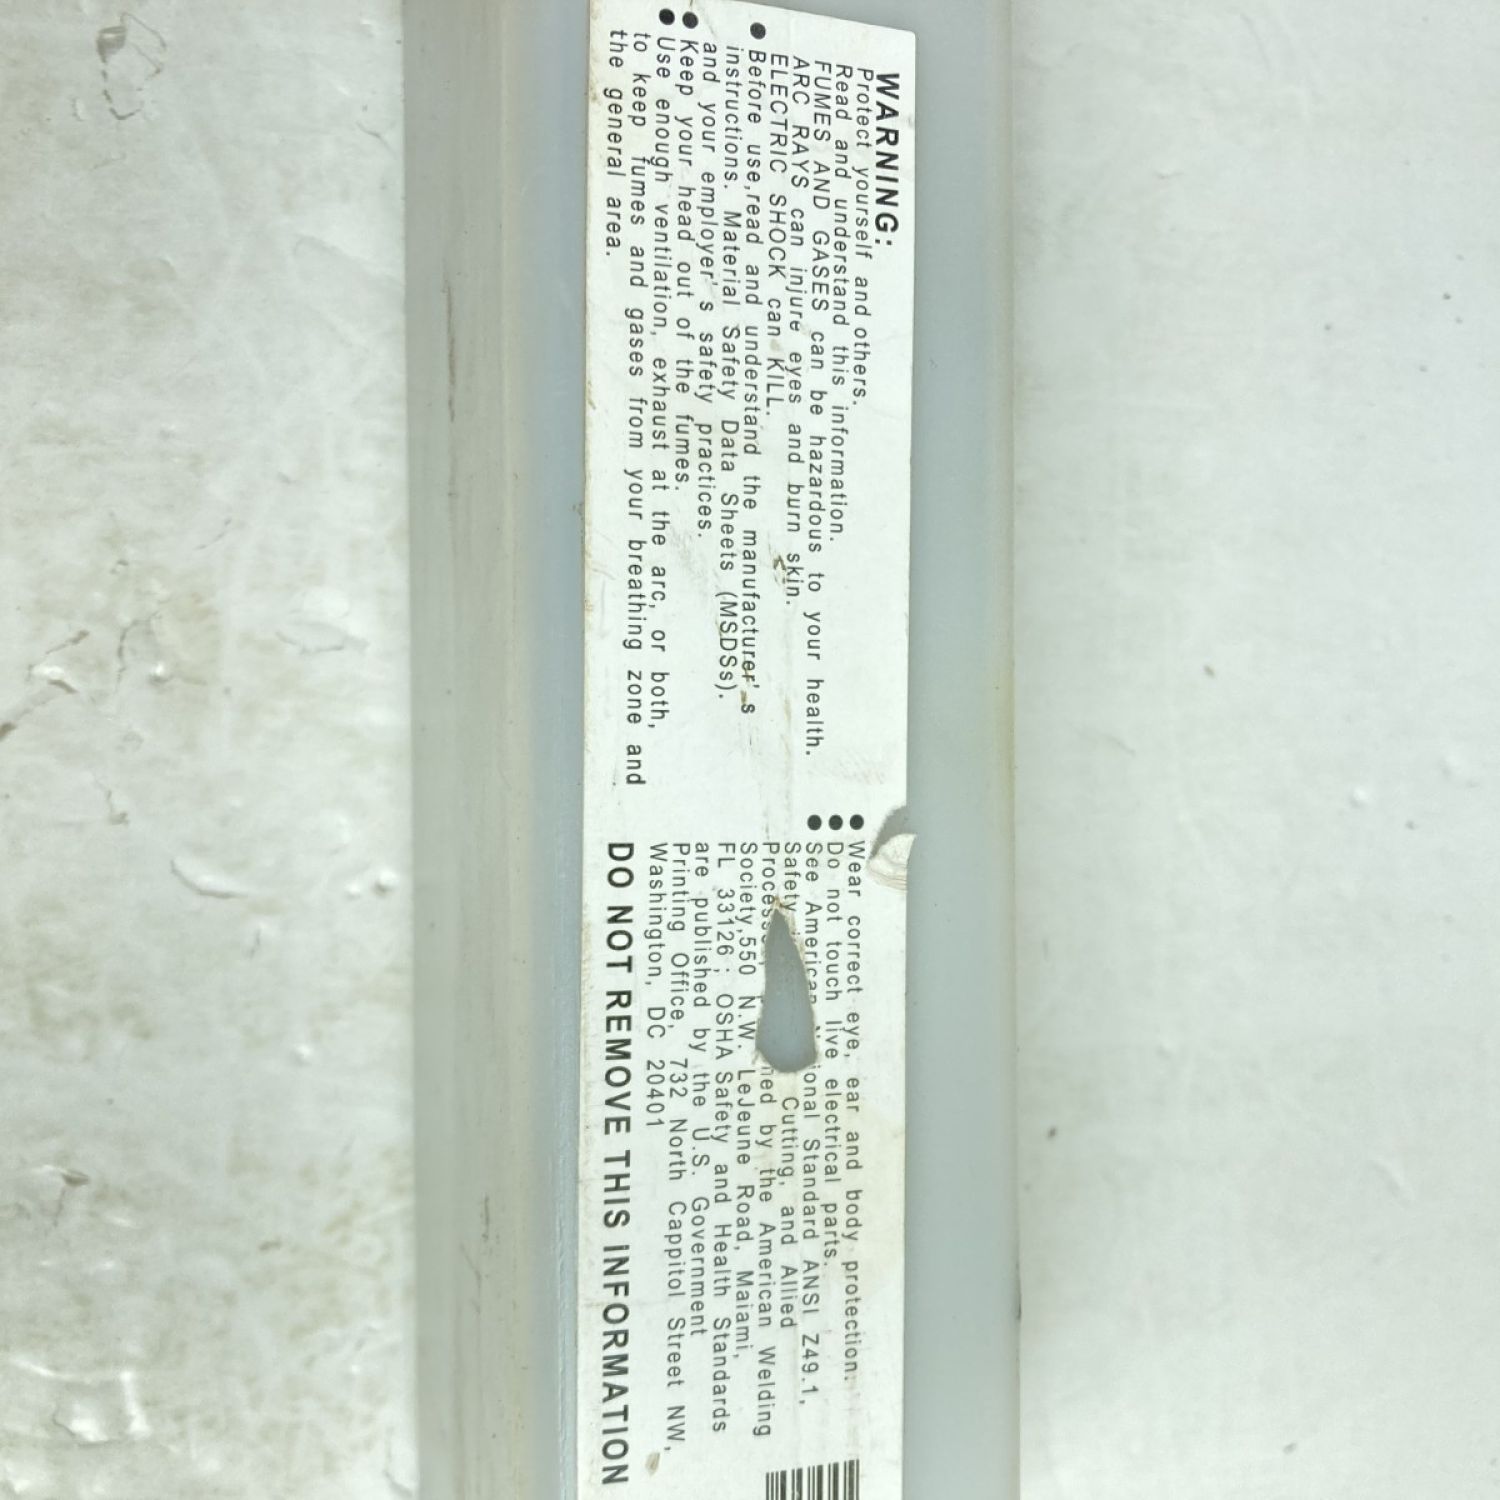 WARNING:
Protect yourself and others.
Read and understand this information.
FUMES AND GASES can be hazardous to your health.
ARC RAYS can injure eyes and burn skin.
ELECTRIC SHOCK can KILL.
● Before use,read and understand the manufacturer's
instructions. Material Safety Data Sheets (MSDSs).
and your employer's safety practices.
● Keep your head out of the fumes.
● Use enough ventilation, exhaust at the arc, or both,
to keep fumes and gases from your breathing zone and
the general area.
● Wear correct eye, ear and body protection.
● Do not touch live electrical parts.
● See American Standard ANSI Z49.1,
Safety Cutting, and Allied
by the American Welding
Society,550 N.W. LeJeune Road, Maiami,
FL 33126; OSHA Safety and Health Standards
are published by the U.S. Government
Printing Office, 732 North Cappitol Street NW,
Washington, DC 20401
DO NOT REMOVE THIS INFORMATION